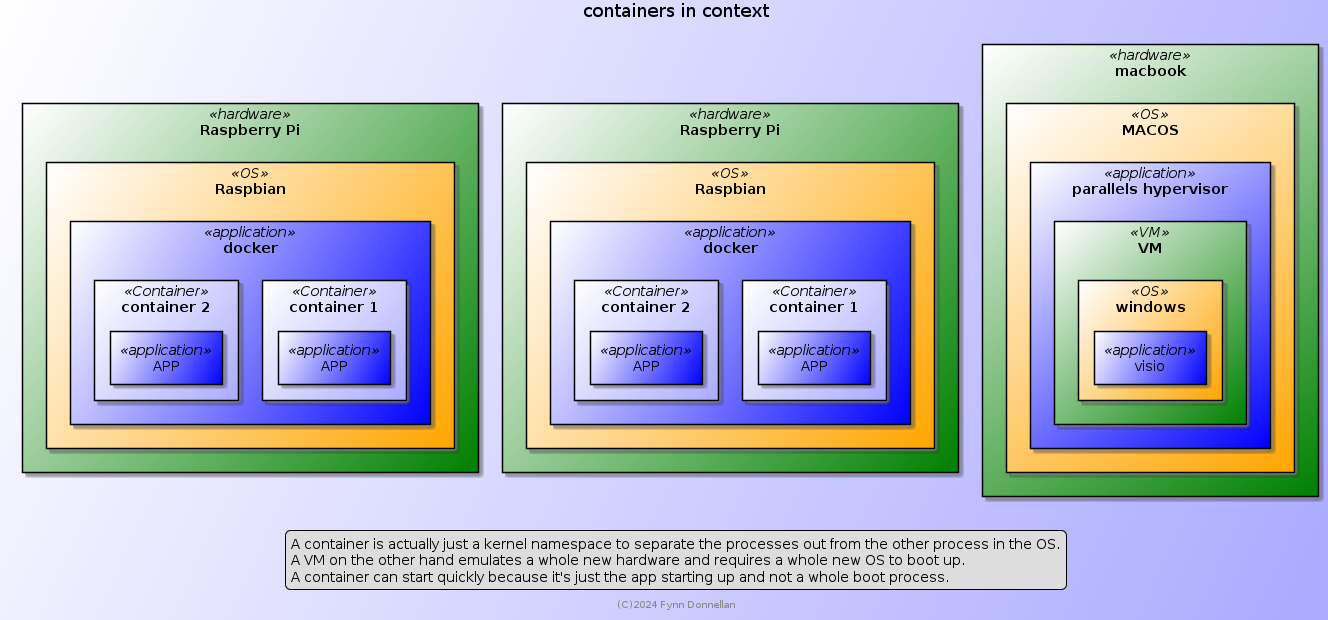 containers in context
«hardware»
Raspberry Pi
«OS»
Raspbian
«application»
docker
«Container»
container 2
«application»
APP
«Container»
container 1
«application»
APP
«hardware»
Raspberry Pi
«OS»
Raspbian
«application»
docker
«Container»
container 2
«application»
APP
«Container»
container 1
«application»
APP
«hardware»
macbook
«OS»
MACOS
«application»
parallels hypervisor
«VM»
VM
«OS»
windows
«application»
visio
A container is actually just a kernel namespace to separate the processes out from the other process in the OS.
A VM on the other hand emulates a whole new hardware and requires a whole new OS to boot up.
A container can start quickly because it's just the app starting up and not a whole boot process.
(C)2024 Fynn Donnellan